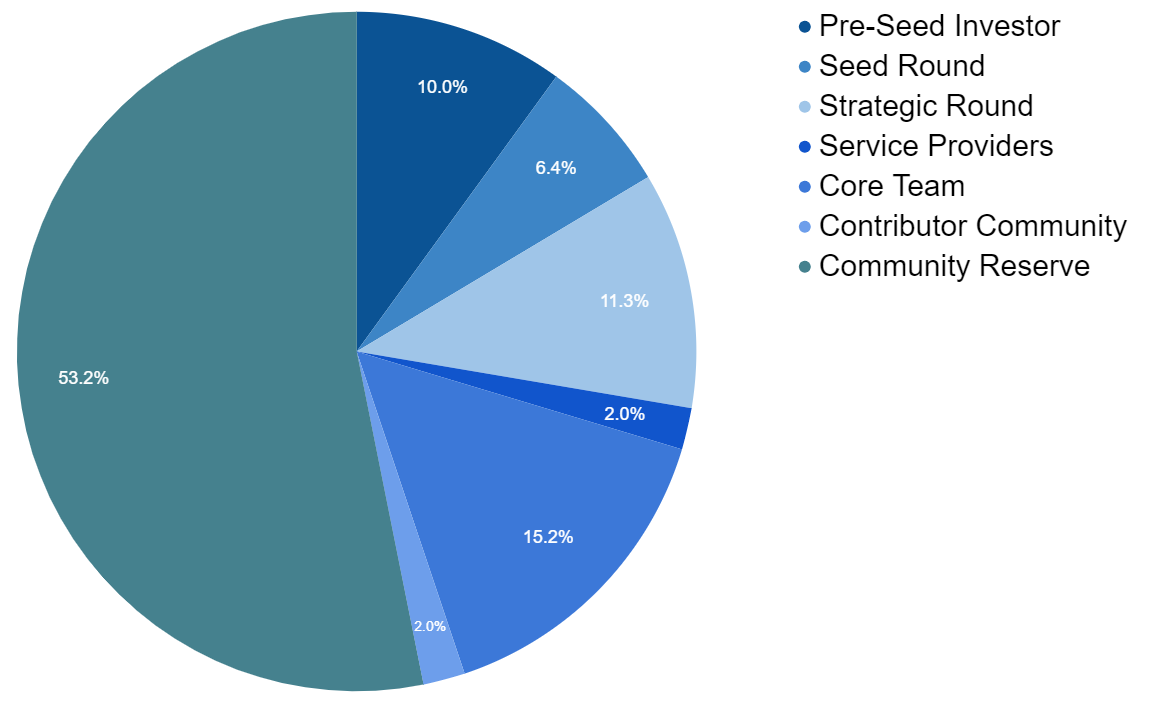 10.0%
6.4%
11.3%
2.0%
15.2%
2.0%
53.2%
Pre-Seed Investor
Seed Round
Strategic Round
Service Providers
Core Team
Contributor Community
Community Reserve